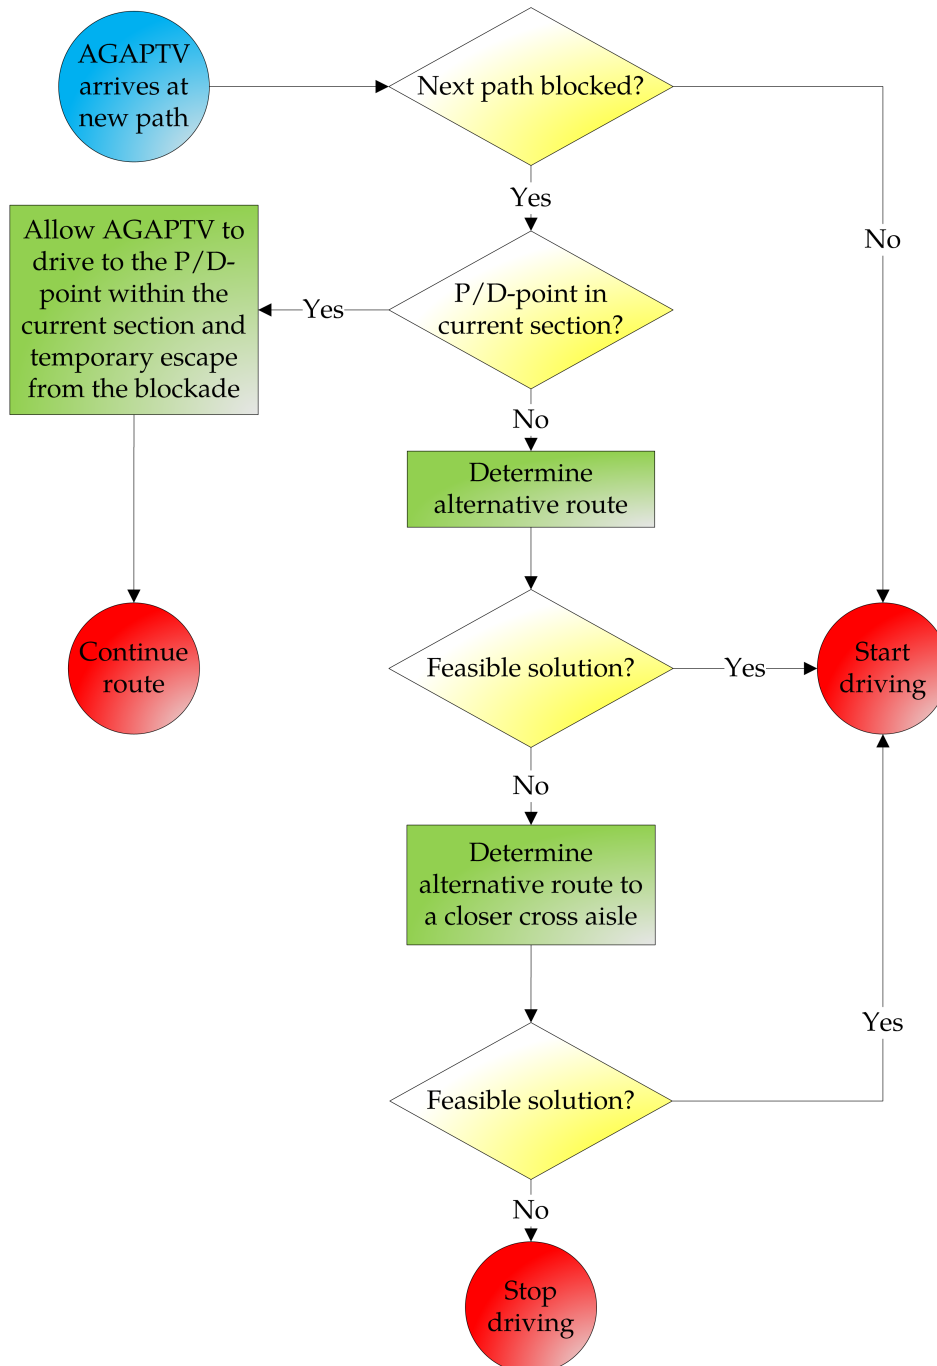 AGAPTV
arrives at
new path
Next path blocked?
Yes
No
Allow AGAPTV to
drive to the P/D-
point within the
current section and
temporary escape
from the blockade
Yes
P/D-point in
current section?
No
Determine
alternative route
Continue
route
Feasible solution?
Yes
Start
driving
No
Determine
alternative route to
a closer cross aisle
Yes
Feasible solution?
No
Stop
driving